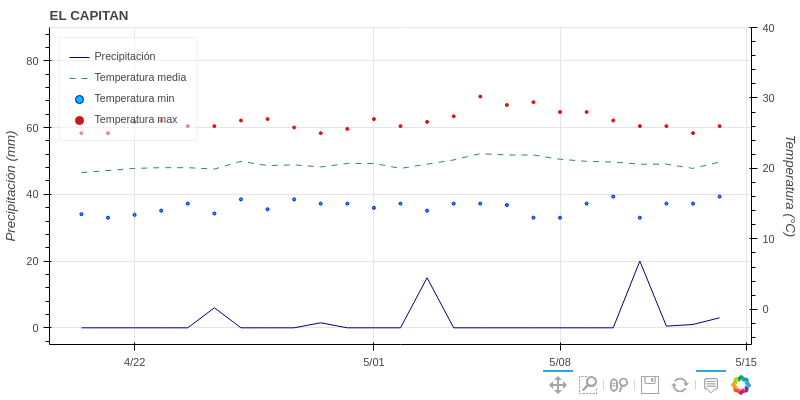 EL CAPITAN
Precipitación
Temperatura media
Temperatura min
Temperatura max
Precipitación (mm)
80
60
40
20
0
Temperatura (°C)
40
30
20
10
0
4/22
5/01
5/08
5/15